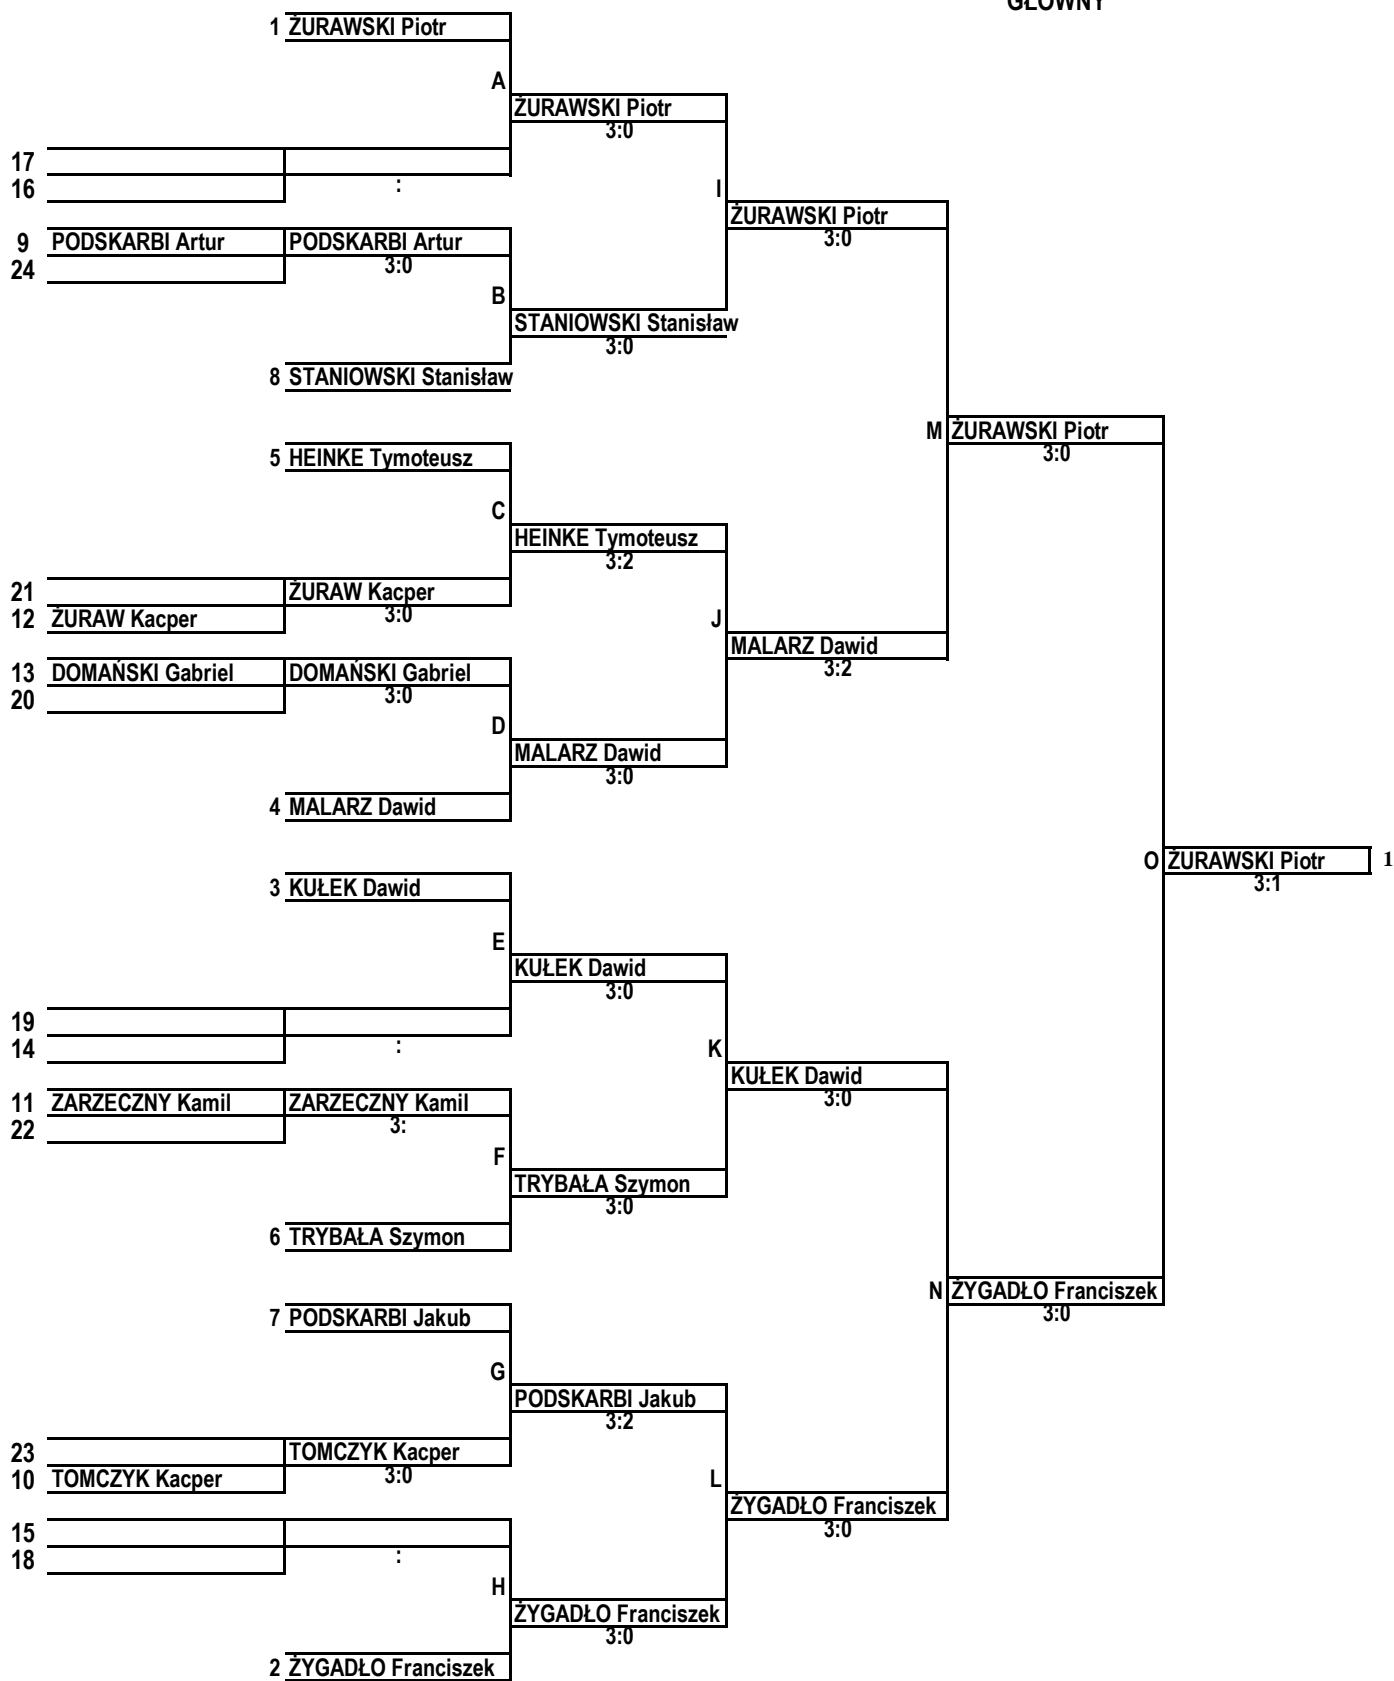 GŁÓWNY
1 ŻURAWSKI Piotr
A
ŻURAWSKI Piotr
3:0
17
16
:
I
ŻURAWSKI Piotr
3:0
9 PODSKARBI Artur PODSKARBI Artur
24 3:0
B
STANIOWSKI Stanisław
3:0
8 STANIOWSKI Stanisław
M ŻURAWSKI Piotr
3:0
5 HEINKE Tymoteusz
C
HEINKE Tymoteusz
3:2
21 ŻURAW Kacper
12 ŻURAW Kacper 3:0
J
MALARZ Dawid
3:2
13 DOMAŃSKI Gabriel DOMAŃSKI Gabriel
20 3:0
D
MALARZ Dawid
3:0
4 MALARZ Dawid
O ŻURAWSKI Piotr 1
3:1
3 KUŁEK Dawid
E
KUŁEK Dawid
3:0
19
14 :
K
KUŁEK Dawid
3:0
11 ZARZECZNY Kamil ZARZECZNY Kamil
22 3:
F
TRYBAŁA Szymon
3:0
6 TRYBAŁA Szymon
N ŻYGADŁO Franciszek
3:0
7 PODSKARBI Jakub
G
PODSKARBI Jakub
3:2
23 TOMCZYK Kacper
10 TOMCZYK Kacper 3:0
L
ŻYGADŁO Franciszek
3:0
15
18 :
H
ŻYGADŁO Franciszek
3:0
2 ŻYGADŁO Franciszek